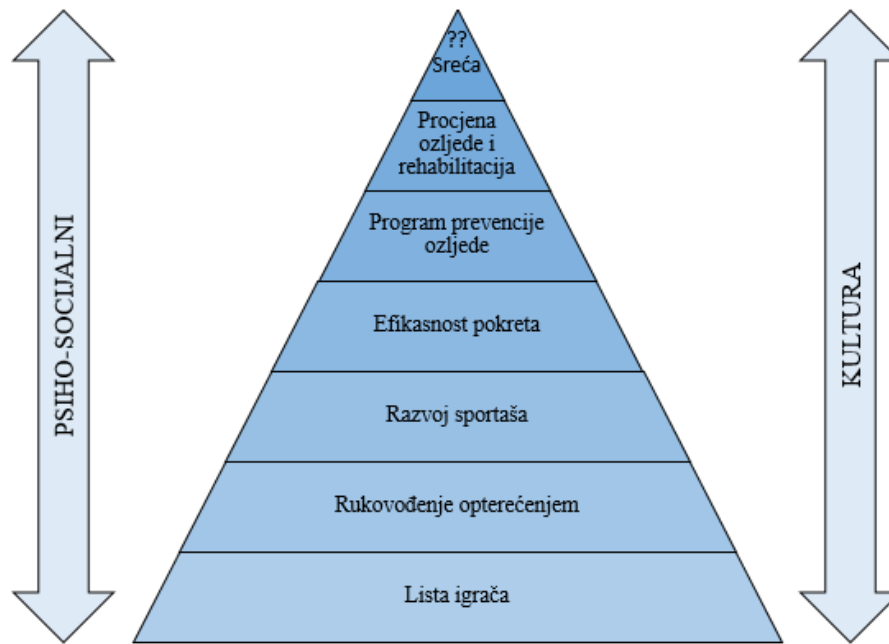 ??
Sreća
Procjena
ozljede i
rehabilitacija
Program prevencije
ozljede
Efikasnost pokreta
Razvoj sportaša
Rukovođenje opterećenjem
Lista igrača
PSIHO-SOCIJALNI
KULTURA